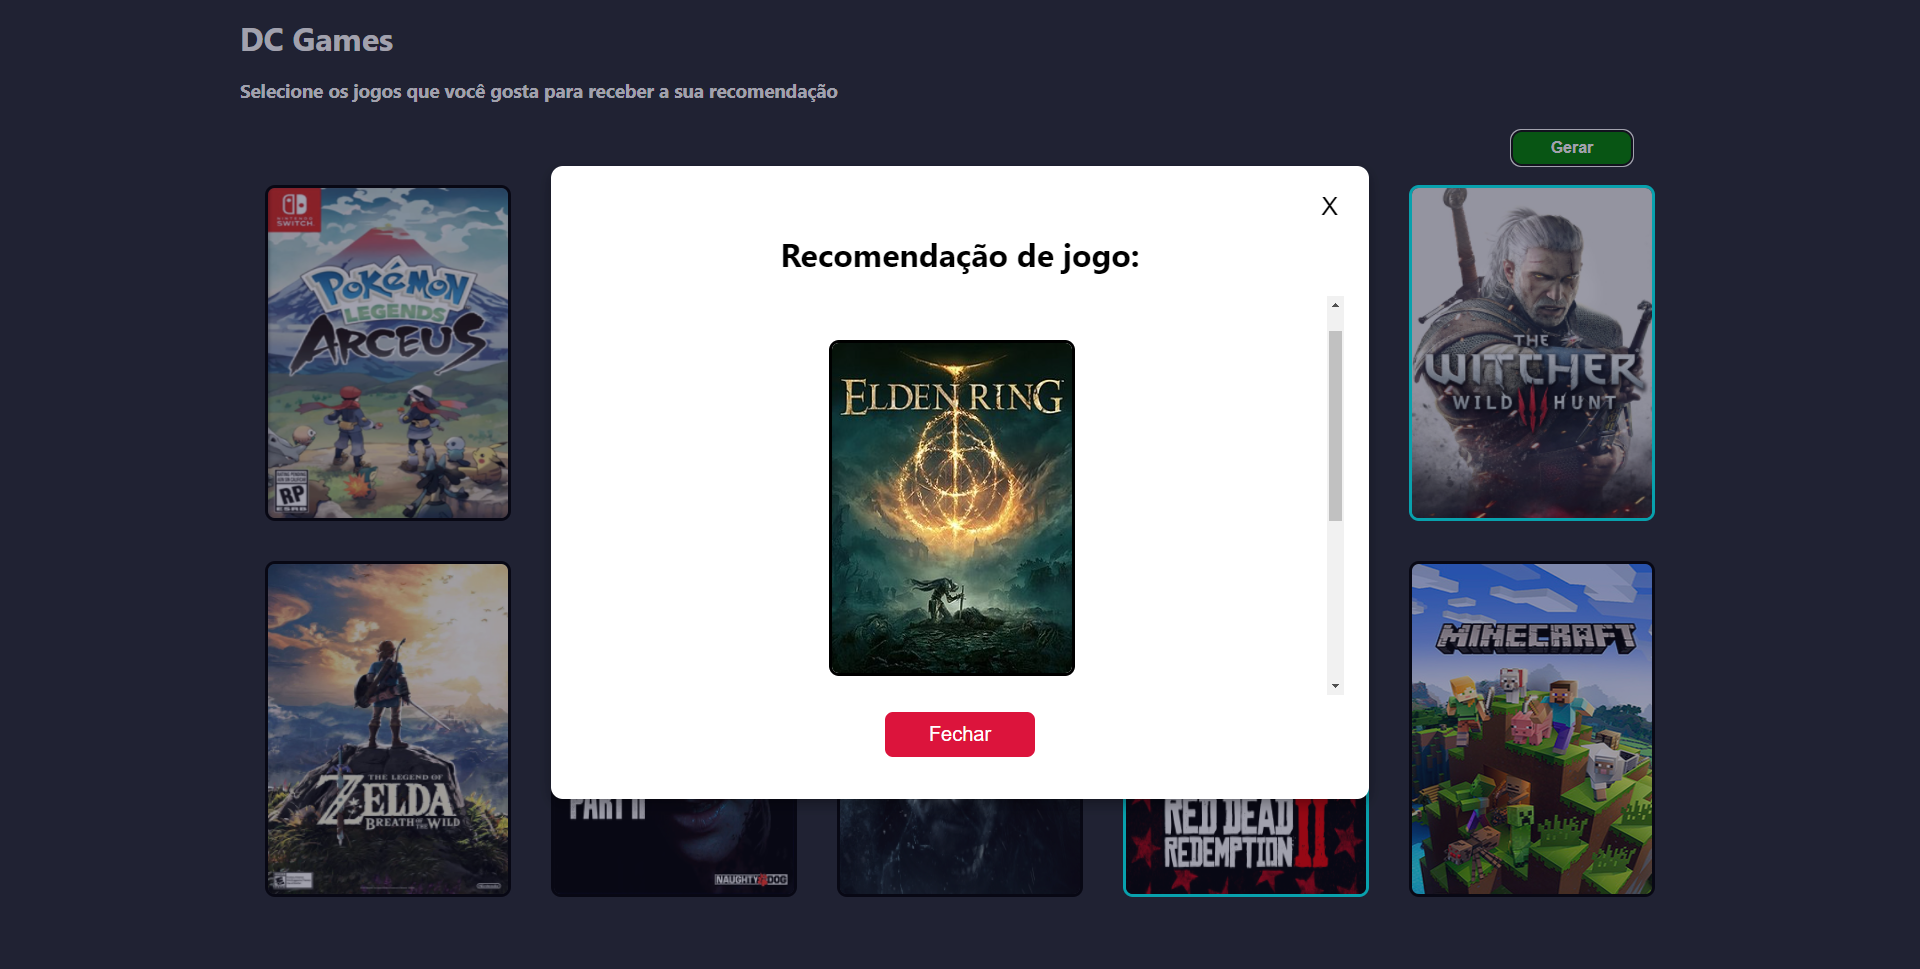 DC Games
Selecione os jogos que você gosta para receber a sua recomendação
Gerar
X
Recomendação de jogo:
ELDEN RING
Fechar
NINTENDO
SWITCH
POKÉMON
LEGENDS
ARCEUS
RP
ESRB
THE
WITCHER
WILD III HUNT
THE LEGEND OF
ZELDA
BREATH OF THE WILD
PART II
NAUGHTY DOG
RED DEAD
REDEMPTION II
MINECRAFT